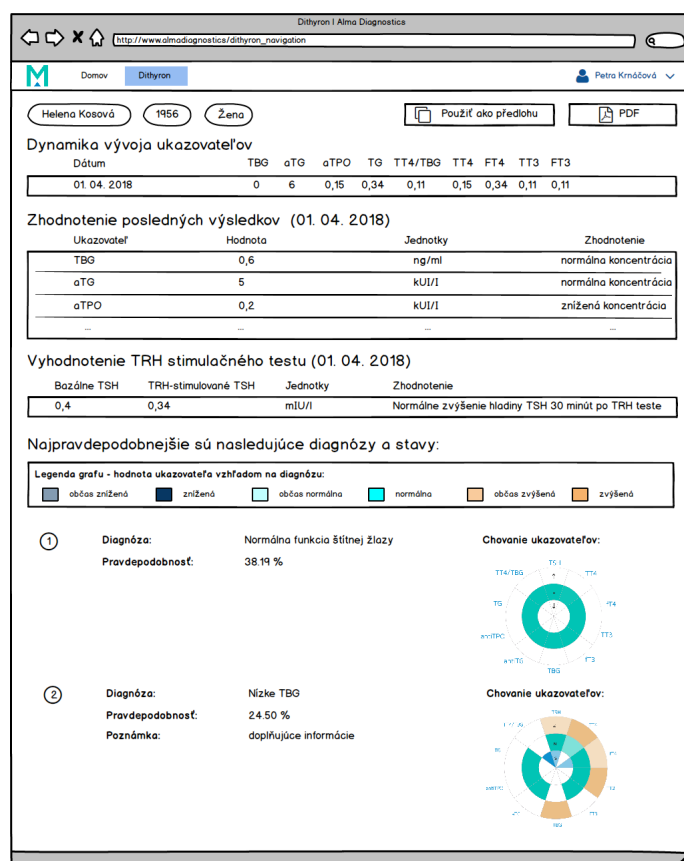 Dithyron I Alma Diagnostics
http://www.almadiagnostics/dithyron_navigation
Domov Dithyron Petra Krnáčová
Helena Kosová 1956 Žena Použiť ako předlohu PDF
Dynamika vývoja ukazovateľov
Dátum TBG aTG aTPO TG TT4/TBG TT4 FT4 TT3 FT3
01. 04. 2018 0 6 0,15 0,34 0,11 0,15 0,34 0,11 0,11
Zhodnotenie posledných výsledkov (01. 04. 2018)
Ukazovateľ Hodnota Jednotky Zhodnotenie
TBG 0,6 ng/ml normálna koncentrácia
aTG 5 kUI/l normálna koncentrácia
aTPO 0,2 kUI/l znížená koncentrácia
... ... ... ...
Vyhodnotenie TRH stimulačného testu (01. 04. 2018)
Bazálne TSH TRH-stimulované TSH Jednotky Zhodnotenie
0,4 0,34 mIU/l Normálne zvýšenie hladiny TSH 30 minút po TRH teste
Najpravdepodobnejšie sú nasledujúce diagnózy a stavy:
Legenda grafu - hodnota ukazovateľa vzhľadom na diagnózu:
občas znížená znížená občas normálna normálna občas zvýšená zvýšená
1 Diagnóza: Normálna funkcia štítnej žlazy Chovanie ukazovateľov:
Pravdepodobnosť: 38.19 %
TT4/TBG TT4
TG
TT3
antiTG
TBG
2 Diagnóza: Nízke TBG Chovanie ukazovateľov:
Pravdepodobnosť: 24.50 %
Poznámka: doplňujúce informácie